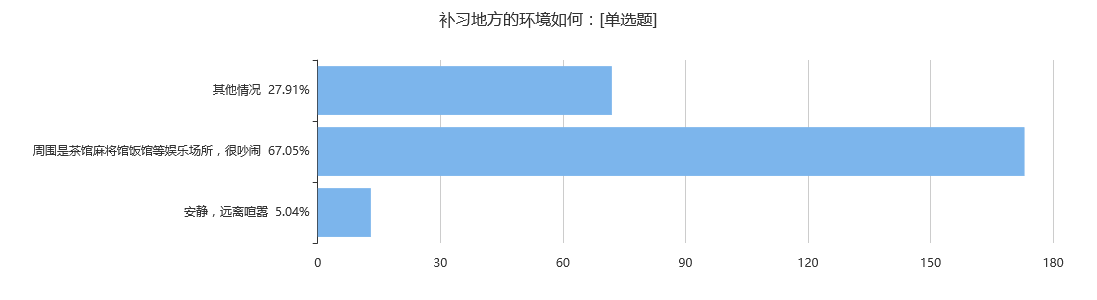 补习地方的环境如何：[单选题]
其他情况 27.91%
周围是茶馆麻将馆饭馆等娱乐场所，很吵闹 67.05%
安静，远离喧嚣 5.04%
0 30 60 90 120 150 180